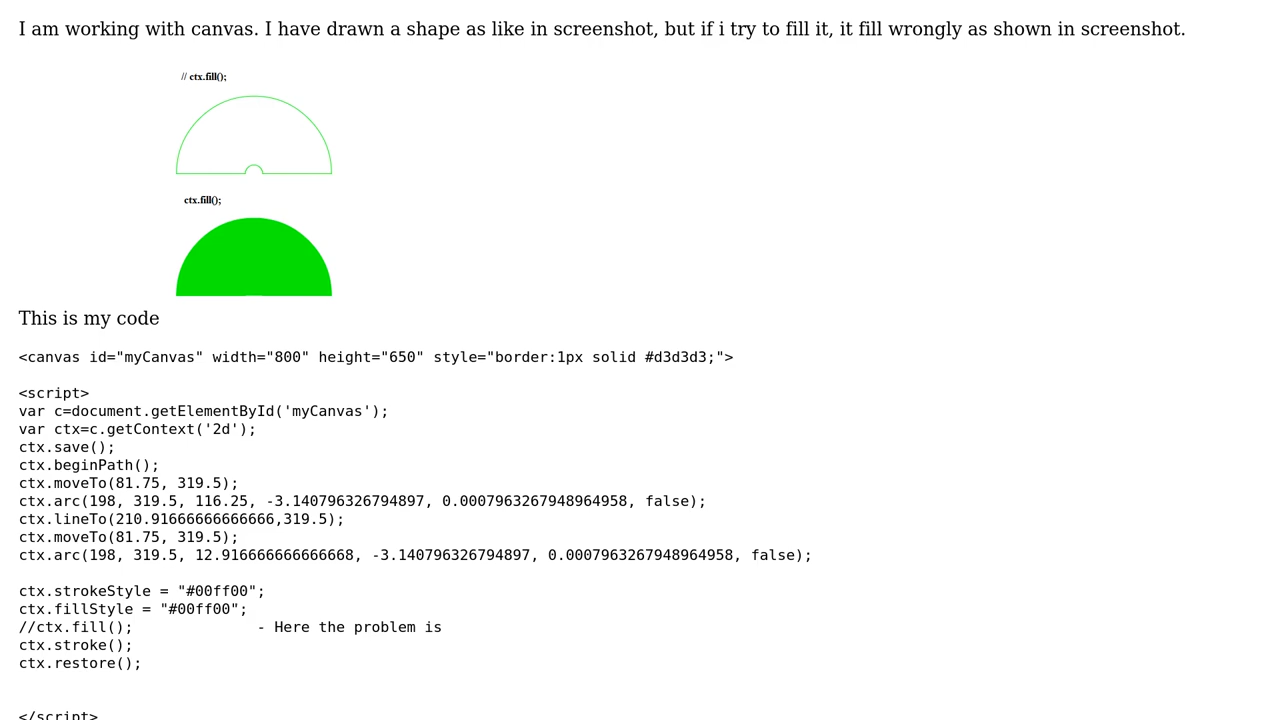 I am working with canvas. I have drawn a shape as like in screenshot, but if i try to fill it, it fill wrongly as shown in screenshot.
// ctx.fill();
ctx.fill();
This is my code
<canvas id="myCanvas" width="800" height="650" style="border:1px solid #d3d3d3;">
<script>
var c=document.getElementById('myCanvas');
var ctx=c.getContext('2d');
ctx.save();
ctx.beginPath();
ctx.moveTo(81.75, 319.5);
ctx.arc(198, 319.5, 116.25, -3.140796326794897, 0.0007963267948964958, false);
ctx.lineTo(210.91666666666666,319.5);
ctx.moveTo(81.75, 319.5);
ctx.arc(198, 319.5, 12.916666666666668, -3.140796326794897, 0.0007963267948964958, false);
ctx.strokeStyle = "#00ff00";
ctx.fillStyle = "#00ff00";
//ctx.fill(); - Here the problem is
ctx.stroke();
ctx.restore();
</script>